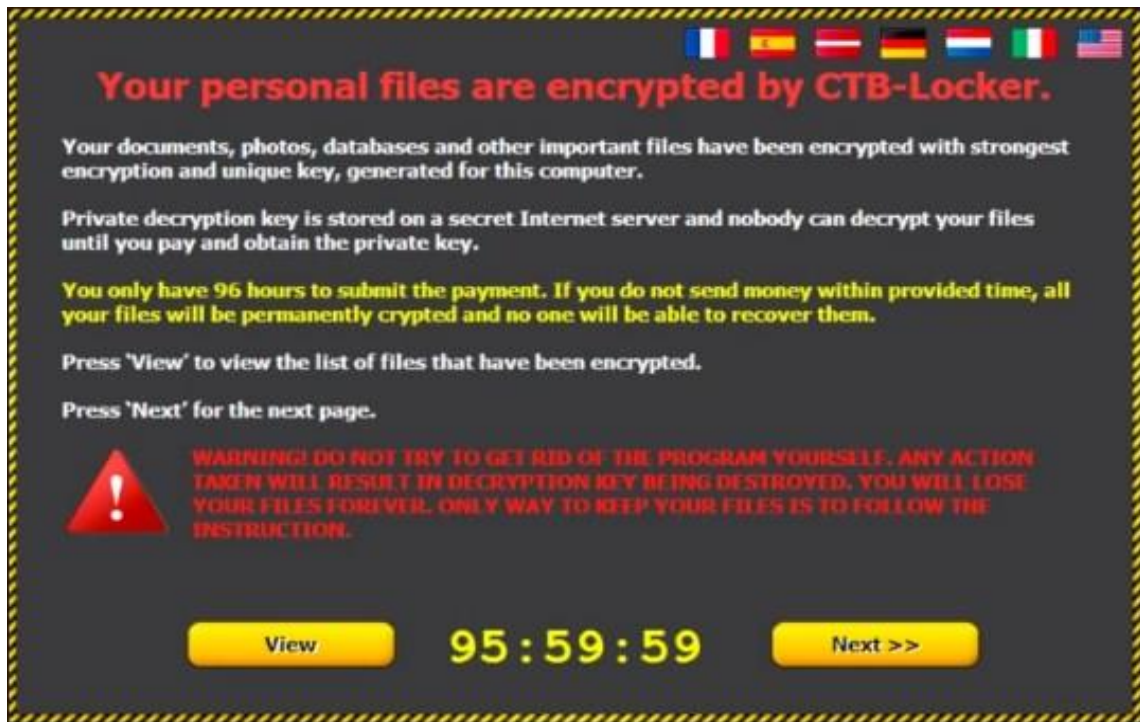 Your personal files are encrypted by CTB-Locker.
Your documents, photos, databases and other important files have been encrypted with strongest
encryption and unique key, generated for this computer.
Private decryption key is stored on a secret Internet server and nobody can decrypt your files
until you pay and obtain the private key.
You only have 96 hours to submit the payment. If you do not send money within provided time, all
your files will be permanently crypted and no one will be able to recover them.
Press 'View' to view the list of files that have been encrypted.
Press 'Next' for the next page.
WARNING! DO NOT TRY TO GET RID OF THE PROGRAM YOURSELF. ANY ACTION
TAKEN WILL RESULT IN DECRYPTION KEY BEING DESTROYED. YOU WILL LOSE
YOUR FILES FOREVER. ONLY WAY TO KEEP YOUR FILES IS TO FOLLOW THE
INSTRUCTION.
View
95:59:59
Next >>